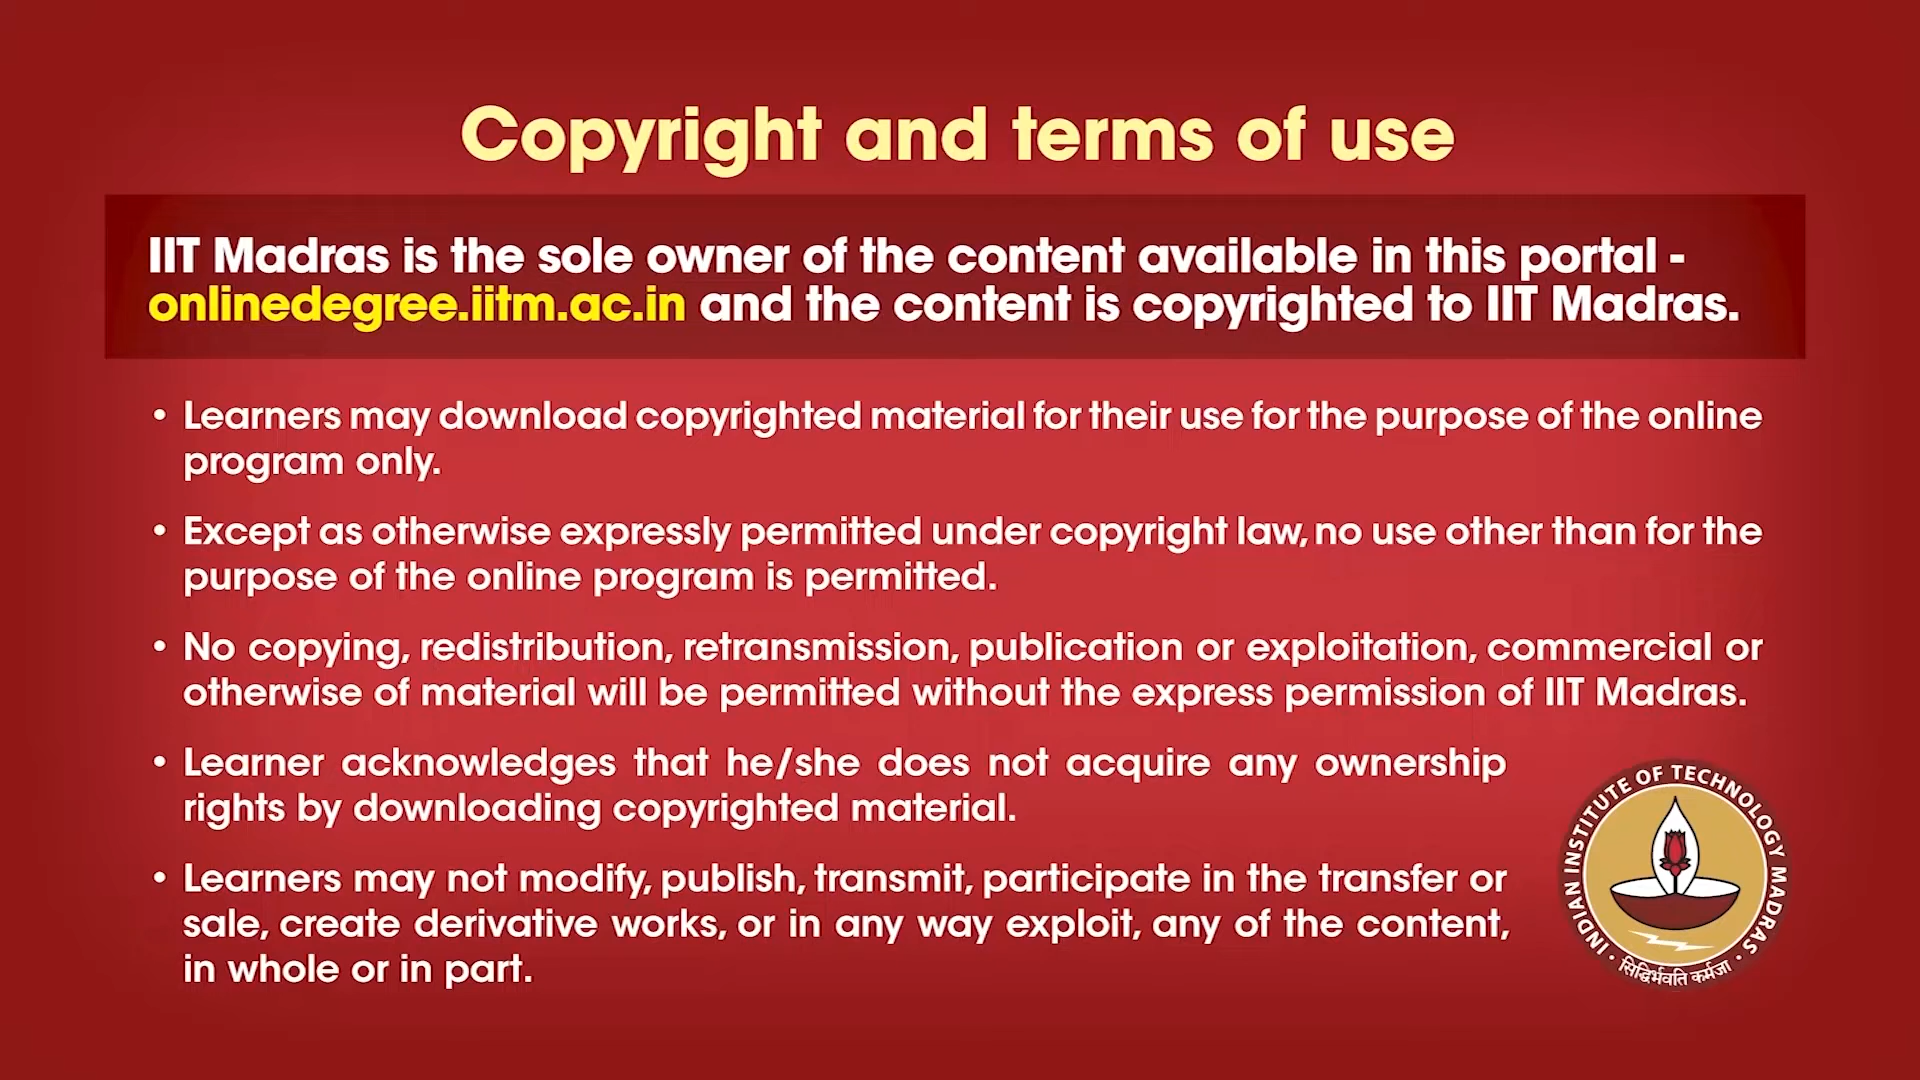 Copyright and terms of use
IIT Madras is the sole owner of the content available in this portal -
onlinedegree.iitm.ac.in and the content is copyrighted to IIT Madras.
• Learners may download copyrighted material for their use for the purpose of the online
program only.
• Except as otherwise expressly permitted under copyright law, no use other than for the
purpose of the online program is permitted.
• No copying, redistribution, retransmission, publication or exploitation, commercial or
otherwise of material will be permitted without the express permission of IIT Madras.
• Learner acknowledges that he/she does not acquire any ownership
rights by downloading copyrighted material.
• Learners may not modify, publish, transmit, participate in the transfer or
sale, create derivative works, or in any way exploit, any of the content,
in whole or in part.
INDIAN INSTITUTE OF TECHNOLOGY MADRAS
सिद्धिर्भवति कर्मजा